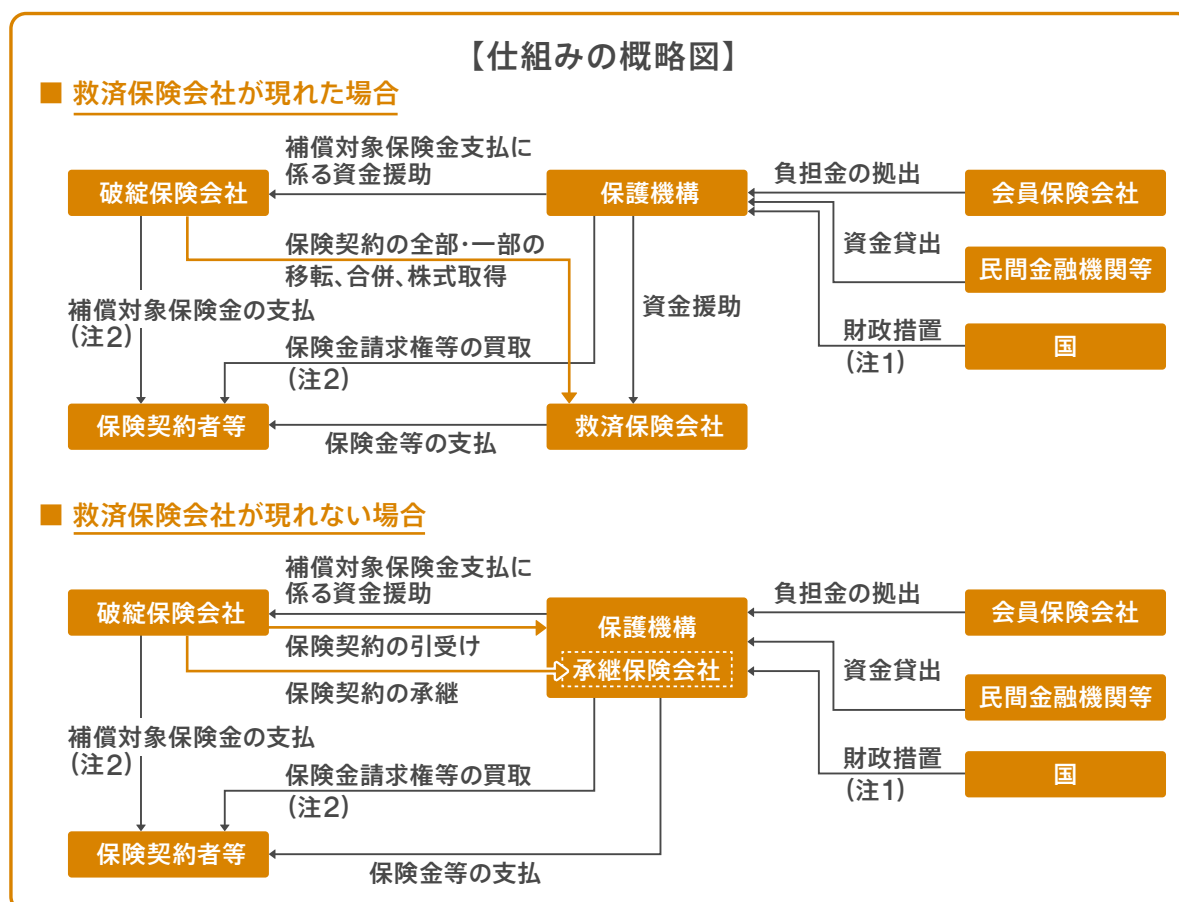 【仕組みの概略図】
■ 救済保険会社が現れた場合
補償対象保険金支払に
係る資金援助
破綻保険会社
保護機構
負担金の拠出
会員保険会社
保険契約の全部・一部の
移転、合併、株式取得
資金貸出
民間金融機関等
補償対象保険金の支払
(注2)
資金援助
保険金請求権等の買取
(注2)
財政措置
(注1)
国
保険契約者等
保険金等の支払
救済保険会社
■ 救済保険会社が現れない場合
補償対象保険金支払に
係る資金援助
破綻保険会社
保護機構
負担金の拠出
会員保険会社
保険契約の引受け
承継保険会社
保険契約の承継
資金貸出
民間金融機関等
補償対象保険金の支払
(注2)
保険金請求権等の買取
(注2)
財政措置
(注1)
国
保険契約者等
保険金等の支払